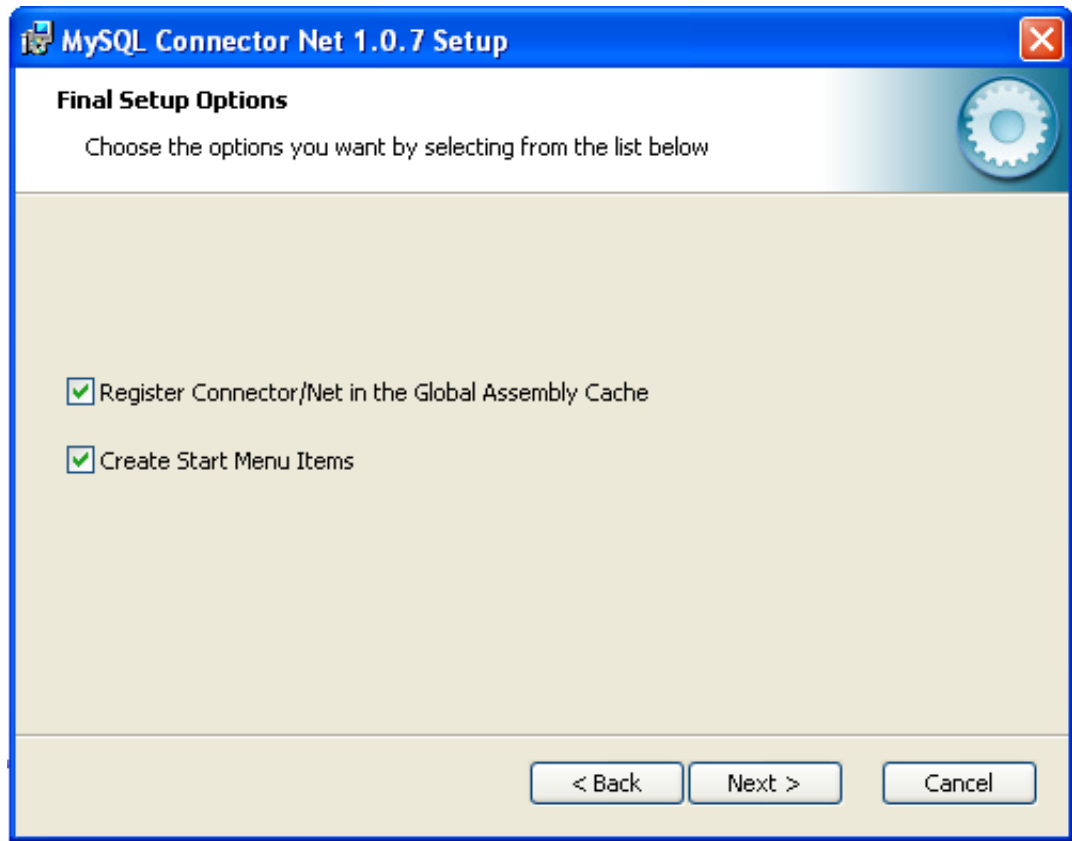 MySQL Connector Net 1.0.7 Setup
Final Setup Options
Choose the options you want by selecting from the list below
Register Connector/Net in the Global Assembly Cache
Create Start Menu Items
< Back Next > Cancel